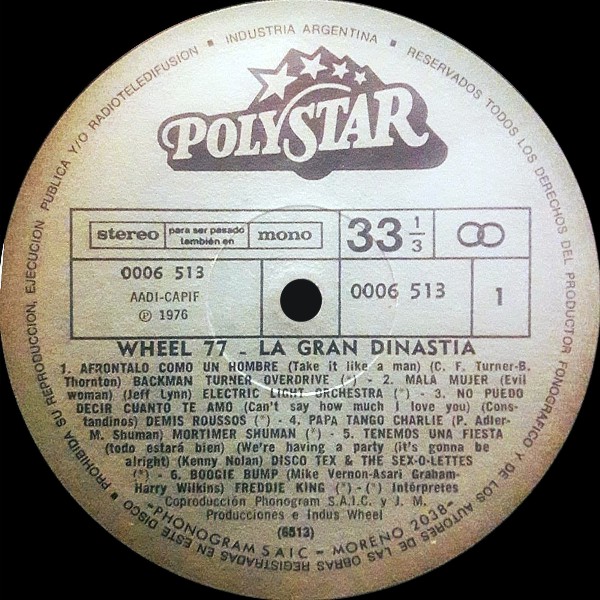 PROHIBIDA SU REPRODUCCION, EJECUCION PUBLICA Y/O RADIOTELEDIFUSION ■ INDUSTRIA ARGENTINA ■ RESERVADOS TODOS LOS DERECHOS DEL PRODUCTOR FONOGRAFICO Y DE LOS AUTORES DE LAS OBRAS REGISTRADAS EN ESTE DISCO ■
POLYSTAR
stereo para ser pasado también en mono 33 1/3
0006 513 0006 513 1
AADI-CAPIF
℗ 1976
WHEEL 77 - LA GRAN DINASTIA
1. AFRONTALO COMO UN HOMBRE (Take it like a man) (C. F. Turner-B.
Thornton) BACKMAN TURNER OVERDRIVE (*) - 2. MALA MUJER (Evil
woman) (Jeff Lynn) ELECTRIC LIGHT ORCHESTRA (*) - 3. NO PUEDO
DECIR CUANTO TE AMO (Can't say how much I love you) (Cons-
tandinos) DEMIS ROUSSOS (*) - 4. PAPA TANGO CHARLIE (P. Adler-
M. Shuman) MORTIMER SHUMAN (*) - 5. TENEMOS UNA FIESTA
(todo estará bien) (We're having a party (it's gonna be
alright) (Kenny Nolan) DISCO TEX & THE SEX-O-LETTES
(*) - 6. BOOGIE BUMP (Mike Vernon-Asari Graham-
Harry Wilkins) FREDDIE KING (*) - (*) Intérpretes
Coproducción Phonogram S.A.I.C. y J. M.
Producciones e Indus Wheel
(6513)
-PHONOGRAM SAIC - MORENO 2038-